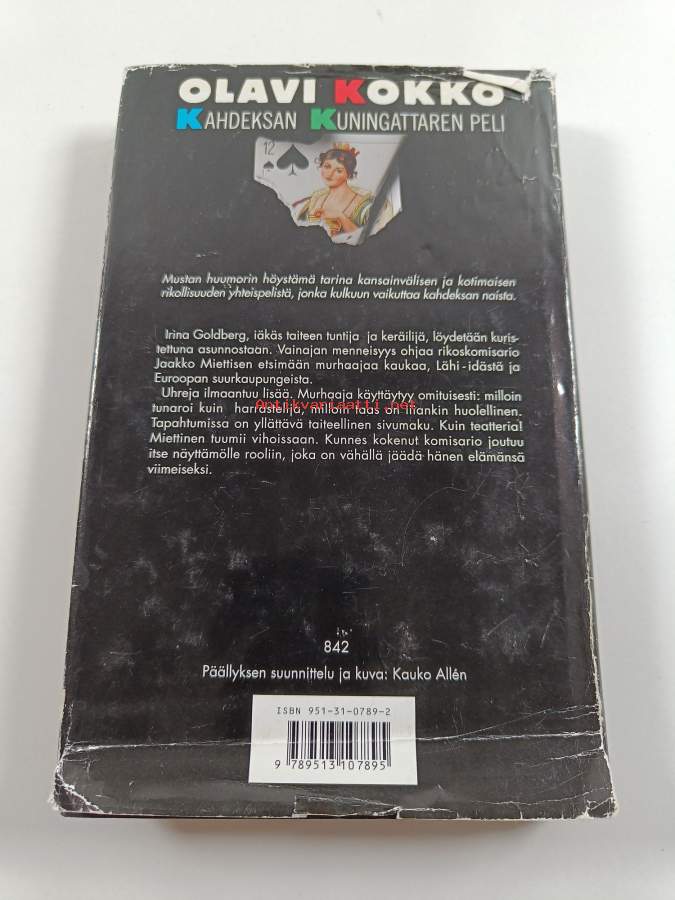 OLAVI KOKKO
KAHDEKSAN KUNINGATTAREN PELI
12
Mustan huumorin höystämä tarina kansainvälisen ja kotimaisen
rikollisuuden yhteispelistä, jonka kulkuun vaikuttaa kahdeksan naista.
Irina Goldberg, iäkäs taiteen tuntija ja keräilijä, löydetään kuris-
tettuna asunnostaan. Vainajan menneisyys ohjaa rikoskomisario
Jaakko Miettisen etsimään murhaajaa kaukaa, Lähi-idästä ja
Euroopan suurkaupungeista.
Uhreja ilmaantuu lisää. Murhaaja käyttäytyy omituisesti: milloin
tunaroi kuin harrastelija, milloin taas on liiankin huolellinen.
Antikvariaatti.net
Tapahtumissa on yllättävä taiteellinen sivumaku. Kuin teatteria!
Miettinen tuumii vihoissaan. Kunnes kokenut komisario joutuu
itse näyttämölle rooliin, joka on vähällä jäädä hänen elämänsä
viimeiseksi.
842
Päällyksen suunnittelu ja kuva: Kauko Allén
ISBN 951-31-0789-2
9 789513 107895